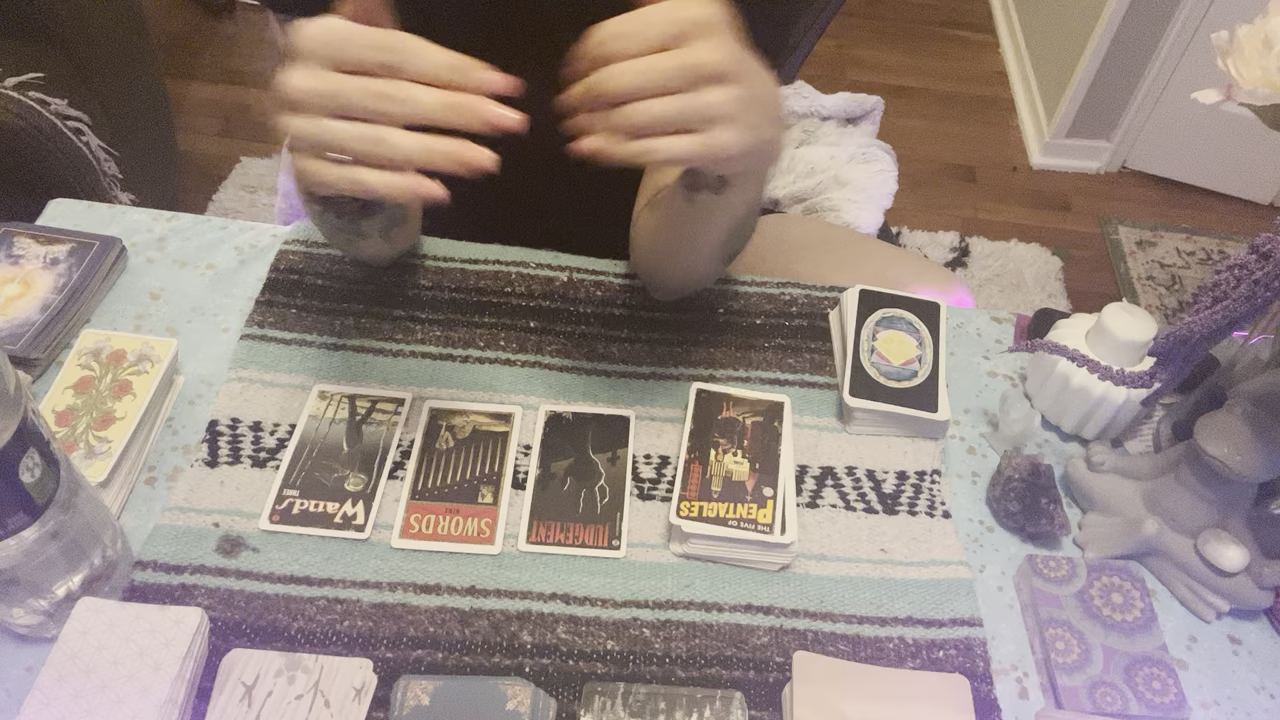 THREE
Wands
NINE
SWORDS
JUDGEMENT
THE FIVE OF
PENTACLES